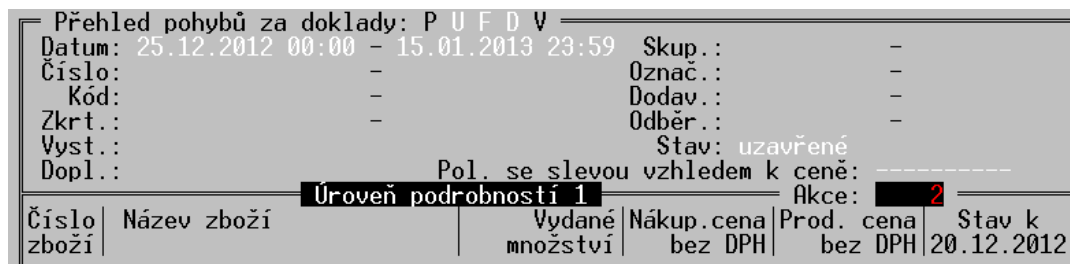 Přehled pohybů za doklady: P U F D V
Datum: 25.12.2012 00:00 - 15.01.2013 23:59 Skup.: -
Číslo: - Označ.: -
Kód: - Dodav.: -
Zkrt.: - Odběr.: -
Vyst.: Stav: uzavřené
Dopl.: Pol. se slevou vzhledem k ceně: ----------
Úroveň podrobností 1 Akce: 2
Číslo Název zboží Vydané Nákup.cena Prod. cena Stav k
zboží množství bez DPH bez DPH 20.12.2012